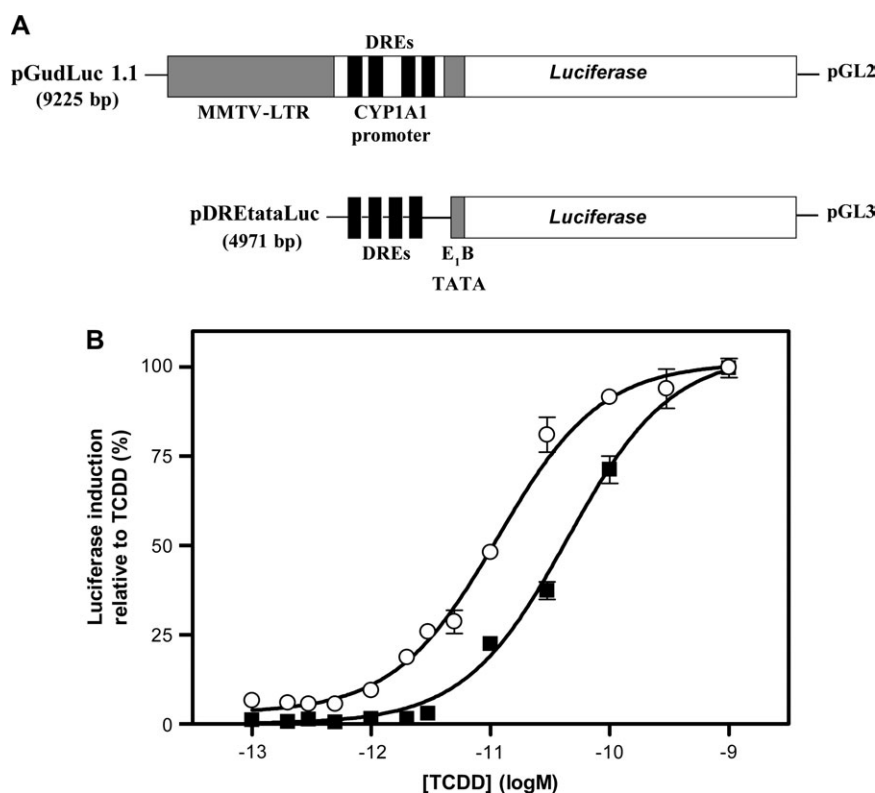 A
DREs
pGudLuc 1.1
(9225 bp)
Luciferase
pGL2
MMTV-LTR
CYP1A1
promoter
pDREtataLuc
(4971 bp)
Luciferase
pGL3
DREs
E1B
TATA
B
Luciferase induction
relative to TCDD (%)
100
75
50
25
0
-13
-12
-11
-10
-9
[TCDD] (logM)